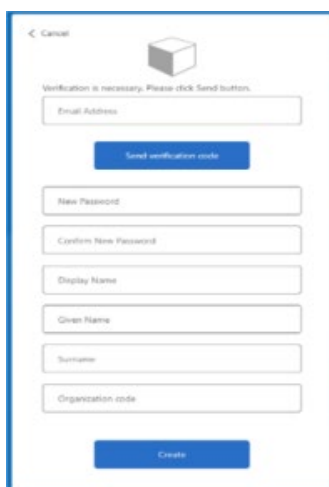 Cancel
Verification is necessary. Please click Send button.
Email Address
Send verification code
New Password
Confirm New Password
Display Name
Given Name
Surname
Organization code
Create